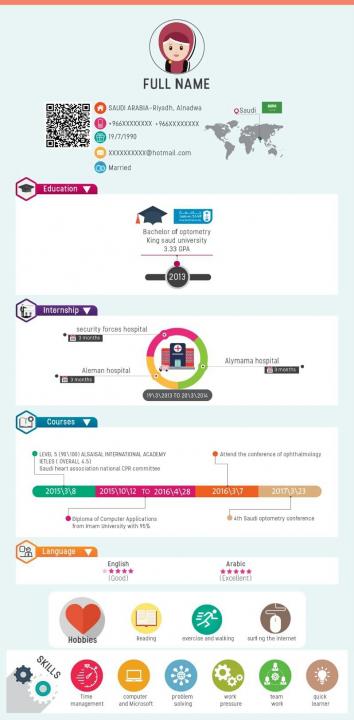 FULL NAME
SAUDI ARABIA-Riyadh, Alnadwa
+966XXXXXXXX +966XXXXXXXX
19/7/1990
XXXXXXXXXX@hotmail.com
Married
Saudi
Education
Bachelor of optometry
King saud university
3.33 GPA
2013
Internship
security forces hospital
3 months
Aleman hospital
3 months
Alymama hospital
3 months
19\3\2013 TO 20\3\2014
Courses
LEVEL 5 (90\100) ALGAISAL INTERNATIONAL ACADEMY
IETLES ( OVERALL 4.5)
Saudi heart association national CPR committee
Attend the conference of ophthalmology
2015\3\8
2015\10\12 TO 2016\4\28
2016\3\7
2017\3\23
Diploma of Computer Applications
from Imam University with 95%
4th Saudi optometry conference
Language
English
(Good)
Arabic
(Excellent)
Hobbies
Reading
exercise and walking
surfing the internet
SKILLS
Time
management
computer
and Microsoft
problem
solving
work
pressure
team
work
quick
learner